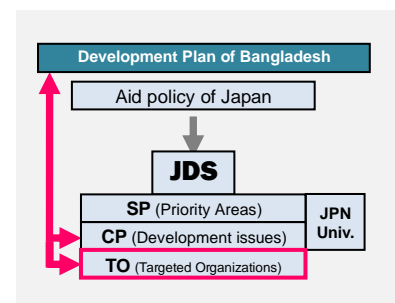 Development Plan of Bangladesh
Aid policy of Japan
JDS
SP (Priority Areas)
CP (Development issues)
TO (Targeted Organizations)
JPN
Univ.